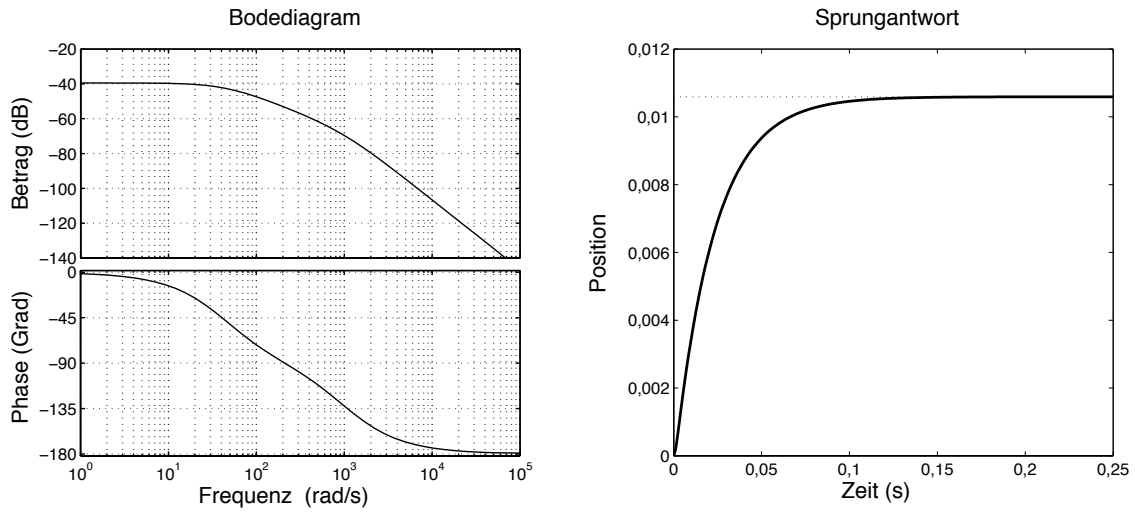 Bodediagram
−20
−40
−60
−80
−100
−120
−140
Betrag (dB)
0
−45
−90
−135
−180
Phase (Grad)
10^0 10^1 10^2 10^3 10^4 10^5
Frequenz (rad/s)
Sprungantwort
0,012
0,01
0,008
0,006
0,004
0,002
0
Position
0 0,05 0,1 0,15 0,2 0,25
Zeit (s)